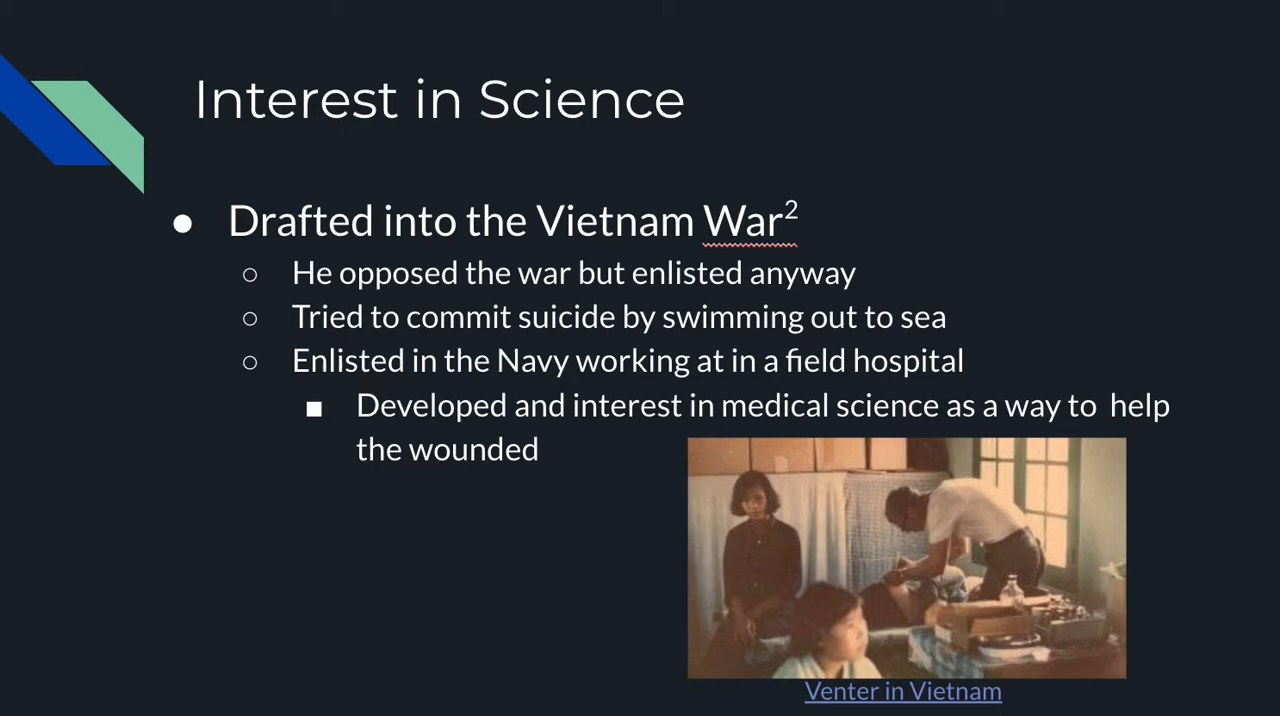 Interest in Science
● Drafted into the Vietnam War²
○ He opposed the war but enlisted anyway
○ Tried to commit suicide by swimming out to sea
○ Enlisted in the Navy working at in a field hospital
■ Developed and interest in medical science as a way to  help
the wounded
Venter in Vietnam